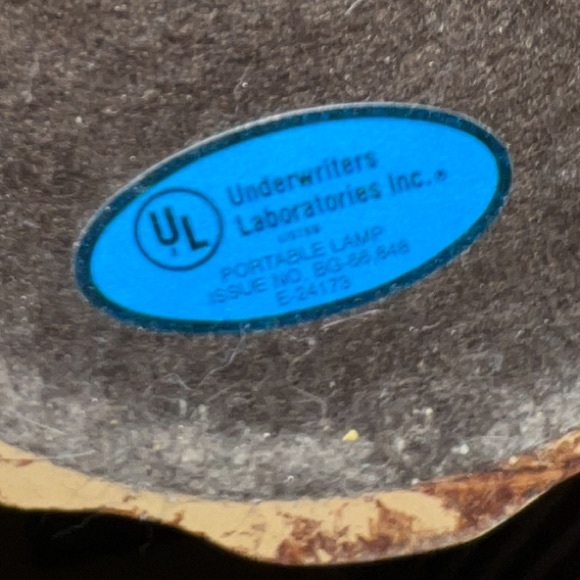 UL
Underwriters
Laboratories Inc.®
LISTED
PORTABLE LAMP
ISSUE NO. BG-66,848
E-24173